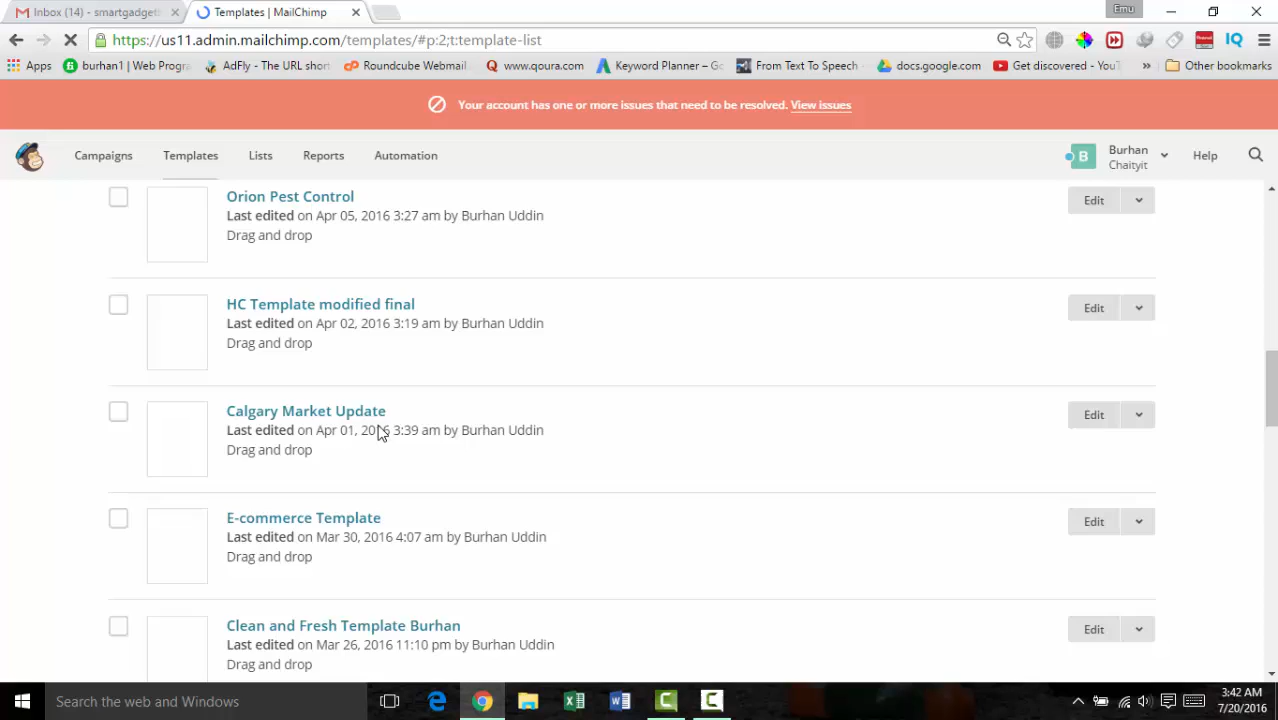 Inbox (14) - smartgadget
Templates | MailChimp
Emu
https://us11.admin.mailchimp.com/templates/#p:2;t:template-list
Apps
burhan1 | Web Progra
AdFly - The URL short
Roundcube Webmail
www.qoura.com
Keyword Planner – Go
From Text To Speech
docs.google.com
Get discovered - YouT
Other bookmarks
Your account has one or more issues that need to be resolved. View issues
Campaigns
Templates
Lists
Reports
Automation
B
Burhan
Chaityit
Help
Orion Pest Control
Last edited on Apr 05, 2016 3:27 am by Burhan Uddin
Drag and drop
Edit
HC Template modified final
Last edited on Apr 02, 2016 3:19 am by Burhan Uddin
Drag and drop
Edit
Calgary Market Update
Last edited on Apr 01, 2016 3:39 am by Burhan Uddin
Drag and drop
Edit
E-commerce Template
Last edited on Mar 30, 2016 4:07 am by Burhan Uddin
Drag and drop
Edit
Clean and Fresh Template Burhan
Last edited on Mar 26, 2016 11:10 pm by Burhan Uddin
Drag and drop
Edit
Search the web and Windows
3:42 AM
7/20/2016